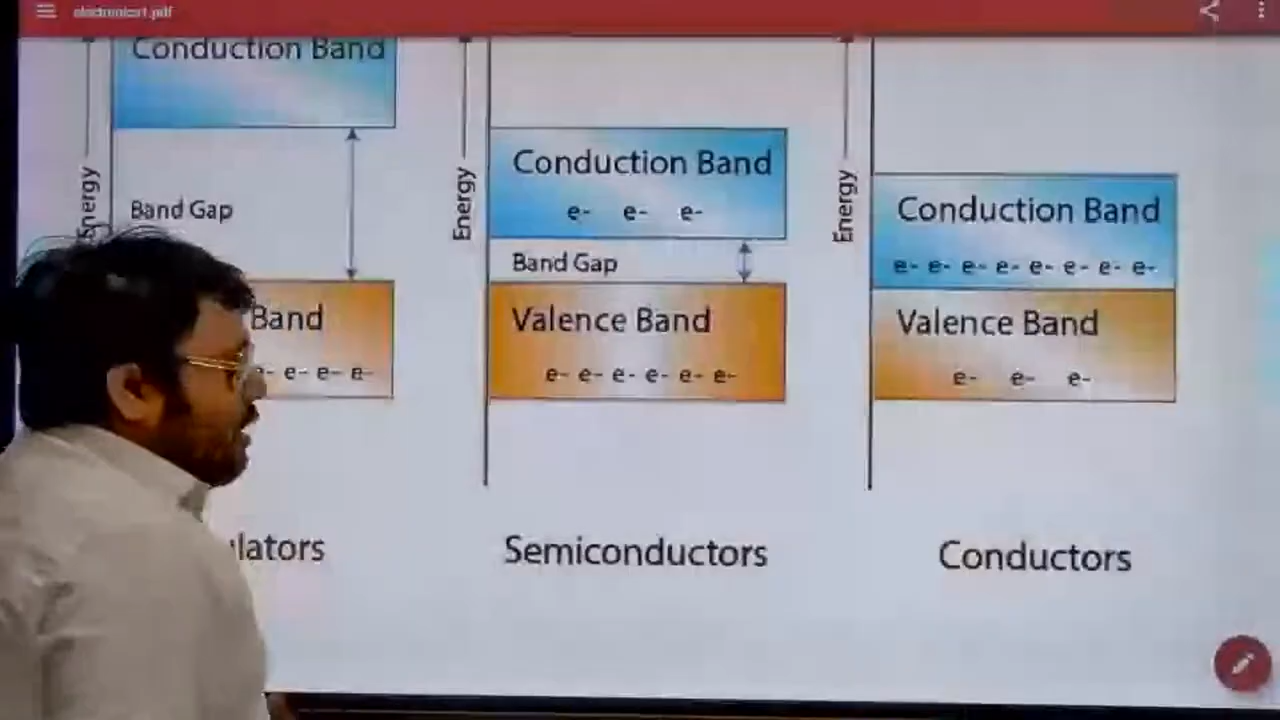 Conduction Band
Energy
Band Gap
Band
e- e- e-
Energy
Conduction Band
e- e- e-
Band Gap
Valence Band
e- e- e- e- e- e-
Semiconductors
Energy
Conduction Band
e- e- e- e- e- e- e- e-
Valence Band
e- e- e-
Conductors